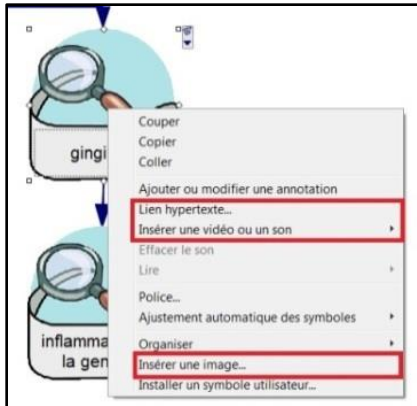 gingi
Couper
Copier
Coller
Ajouter ou modifier une annotation
Lien hypertexte...
Insérer une vidéo ou un son
Effacer le son
Lire
Police...
Ajustement automatique des symboles
Organiser
Insérer une image...
Installer un symbole utilisateur...
inflamma
la gen